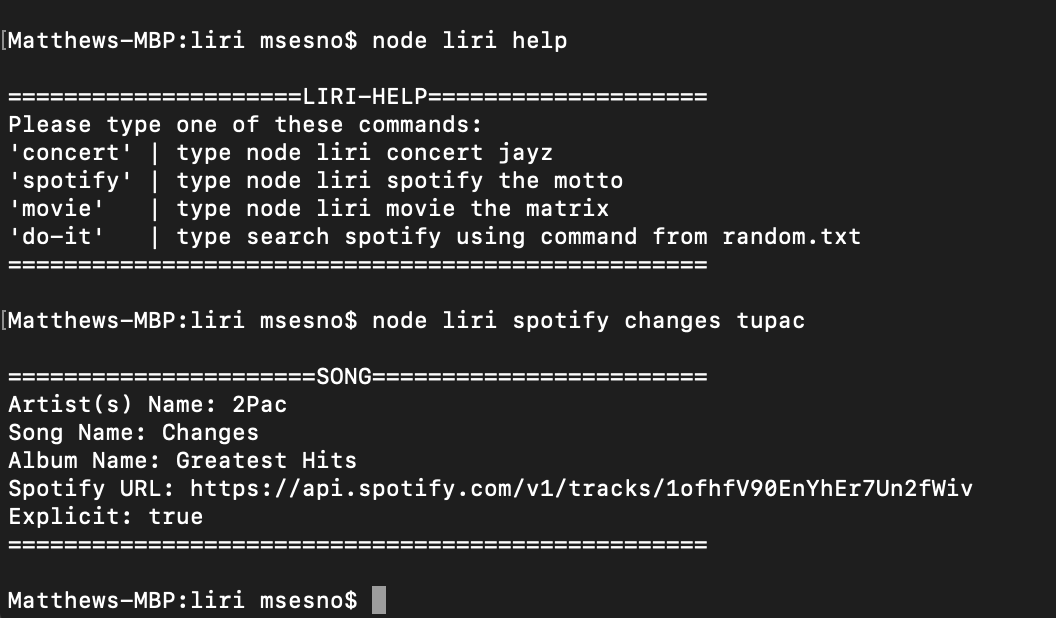 [Matthews-MBP:liri msesno$ node liri help
=====================LIRI-HELP====================
Please type one of these commands:
'concert' | type node liri concert jayz
'spotify' | type node liri spotify the motto
'movie'   | type node liri movie the matrix
'do-it'   | type search spotify using command from random.txt
==================================================
[Matthews-MBP:liri msesno$ node liri spotify changes tupac
======================SONG========================
Artist(s) Name: 2Pac
Song Name: Changes
Album Name: Greatest Hits
Spotify URL: https://api.spotify.com/v1/tracks/1ofhfV90EnYhEr7Un2fWiv
Explicit: true
==================================================
Matthews-MBP:liri msesno$